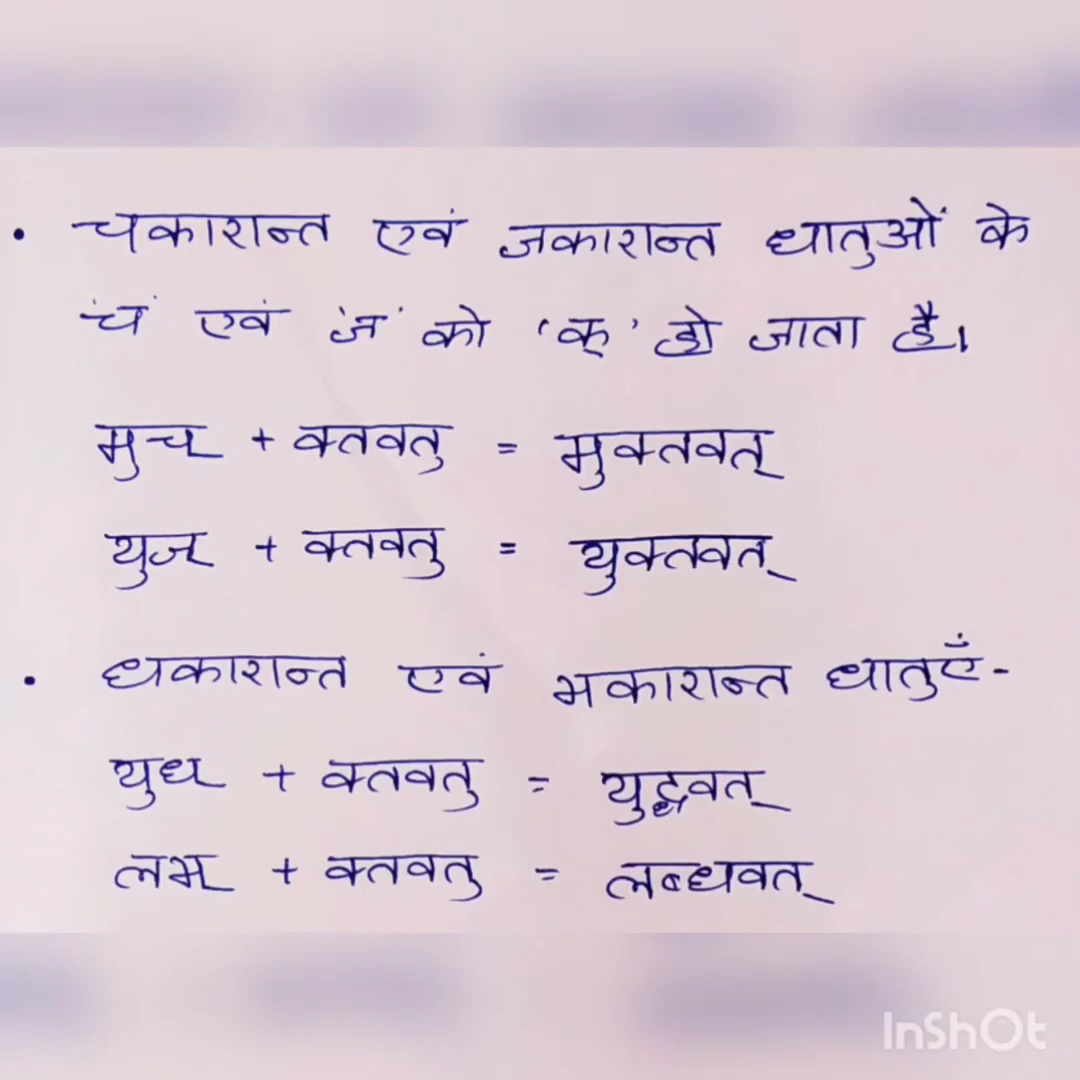 • चकारान्त एवं जकारान्त धातुओं के
'च' एवं 'ज' को 'क्' हो जाता है।
मुच् + क्तवतु = मुक्तवत्
युज् + क्तवतु = युक्तवत्
• धकारान्त एवं भकारान्त धातुएँ-
युध् + क्तवतु = युद्धवत्
लभ् + क्तवतु = लब्धवत्
InShOt